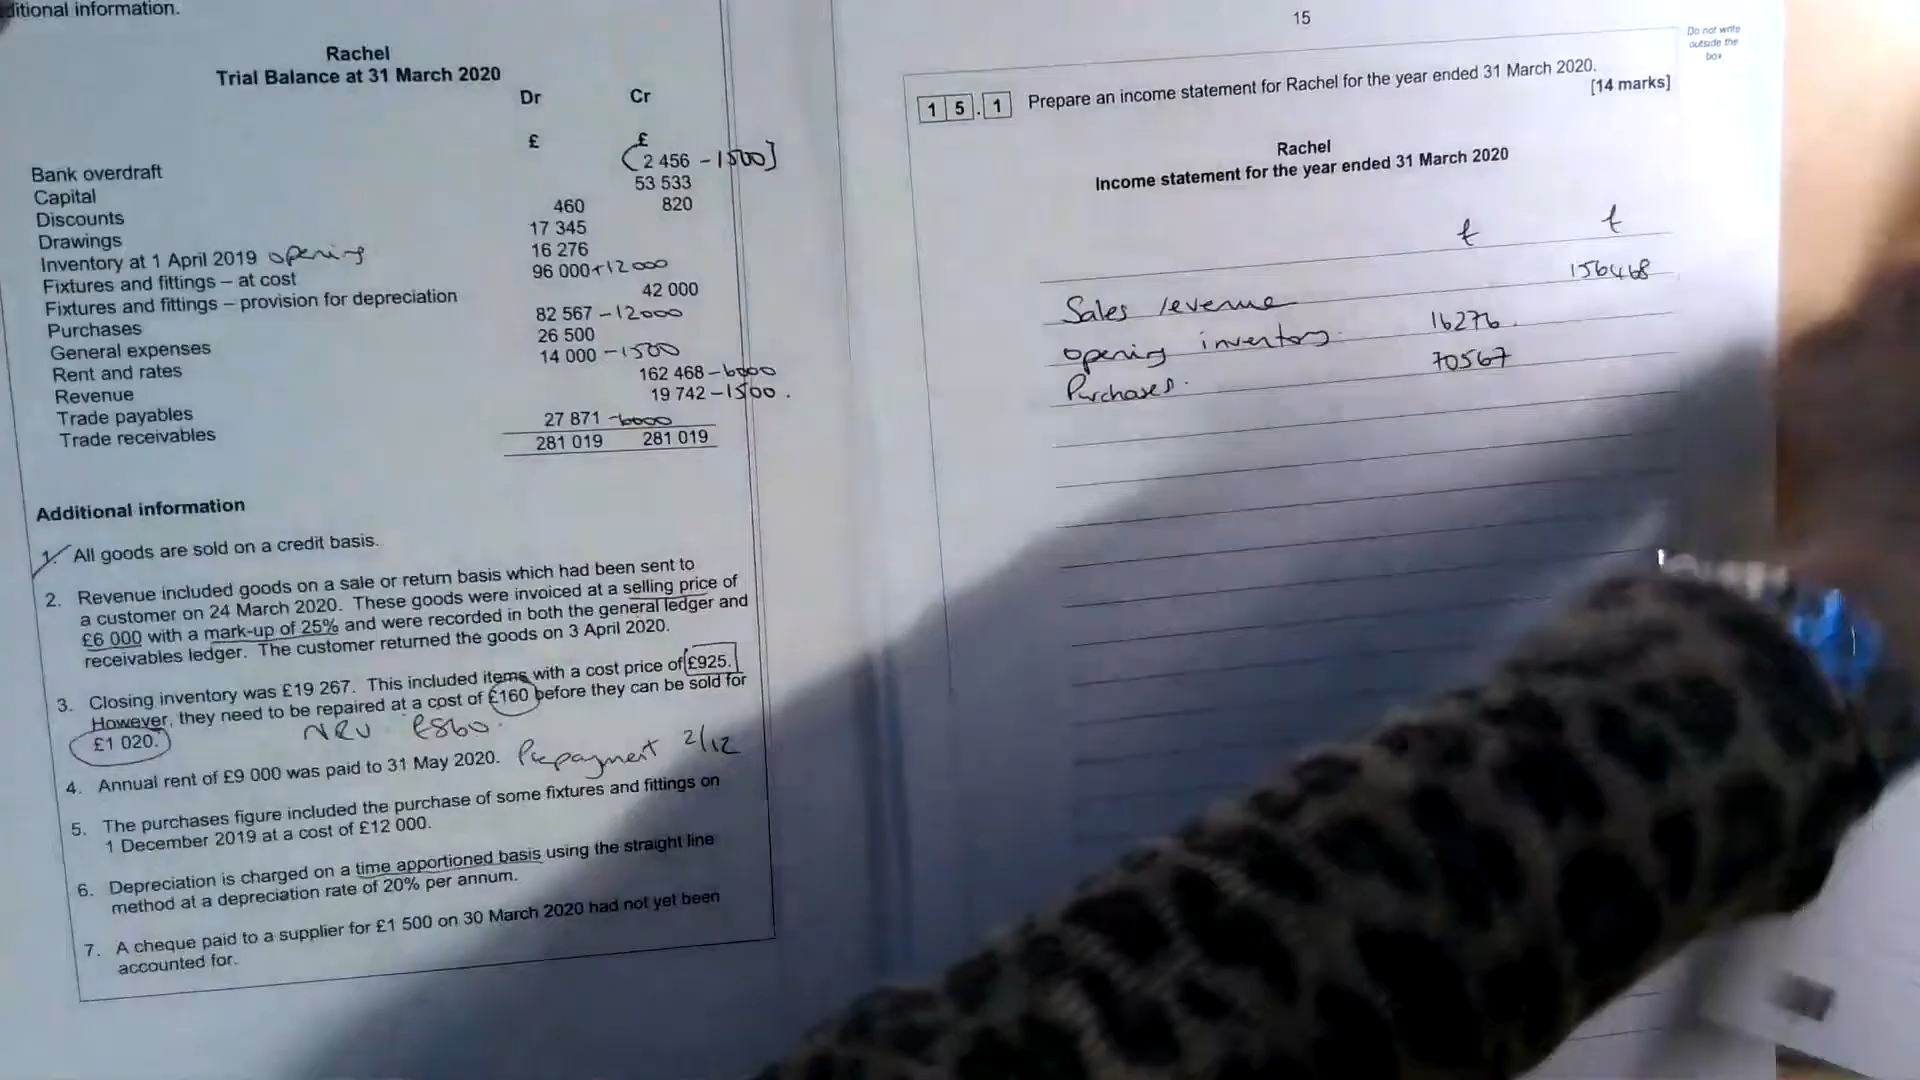 ditional information.
Rachel
Trial Balance at 31 March 2020
Dr Cr
£ £
Bank overdraft (2 456 - 1500]
Capital 53 533
Discounts 460 820
Drawings 17 345
Inventory at 1 April 2019 opening 16 276
Fixtures and fittings – at cost 96 000 + 12 000
Fixtures and fittings – provision for depreciation 42 000
Purchases 82 567 - 12000
General expenses 26 500
Rent and rates 14 000 - 1500
Revenue 162 468 - 6000
Trade payables 19 742 - 1500.
Trade receivables 27 871 - 6000
281 019 281 019
Additional information
1. All goods are sold on a credit basis.
2. Revenue included goods on a sale or return basis which had been sent to
a customer on 24 March 2020. These goods were invoiced at a selling price of
£6 000 with a mark-up of 25% and were recorded in both the general ledger and
receivables ledger. The customer returned the goods on 3 April 2020.
3. Closing inventory was £19 267. This included items with a cost price of £925.
However, they need to be repaired at a cost of £160 before they can be sold for
£1 020.
NRV £860.
4. Annual rent of £9 000 was paid to 31 May 2020. Prepayment 2/12
5. The purchases figure included the purchase of some fixtures and fittings on
1 December 2019 at a cost of £12 000.
6. Depreciation is charged on a time apportioned basis using the straight line
method at a depreciation rate of 20% per annum.
7. A cheque paid to a supplier for £1 500 on 30 March 2020 had not yet been
accounted for.
15
Do not write
outside the
box
1 5 . 1 Prepare an income statement for Rachel for the year ended 31 March 2020.
[14 marks]
Rachel
Income statement for the year ended 31 March 2020
£ £
Sales revenue 156468
opening inventory. 16276.
Purchases. 70567